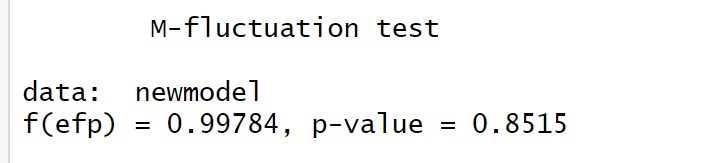 M-fluctuation test
data: newmodel
f(efp) = 0.99784, p-value = 0.8515